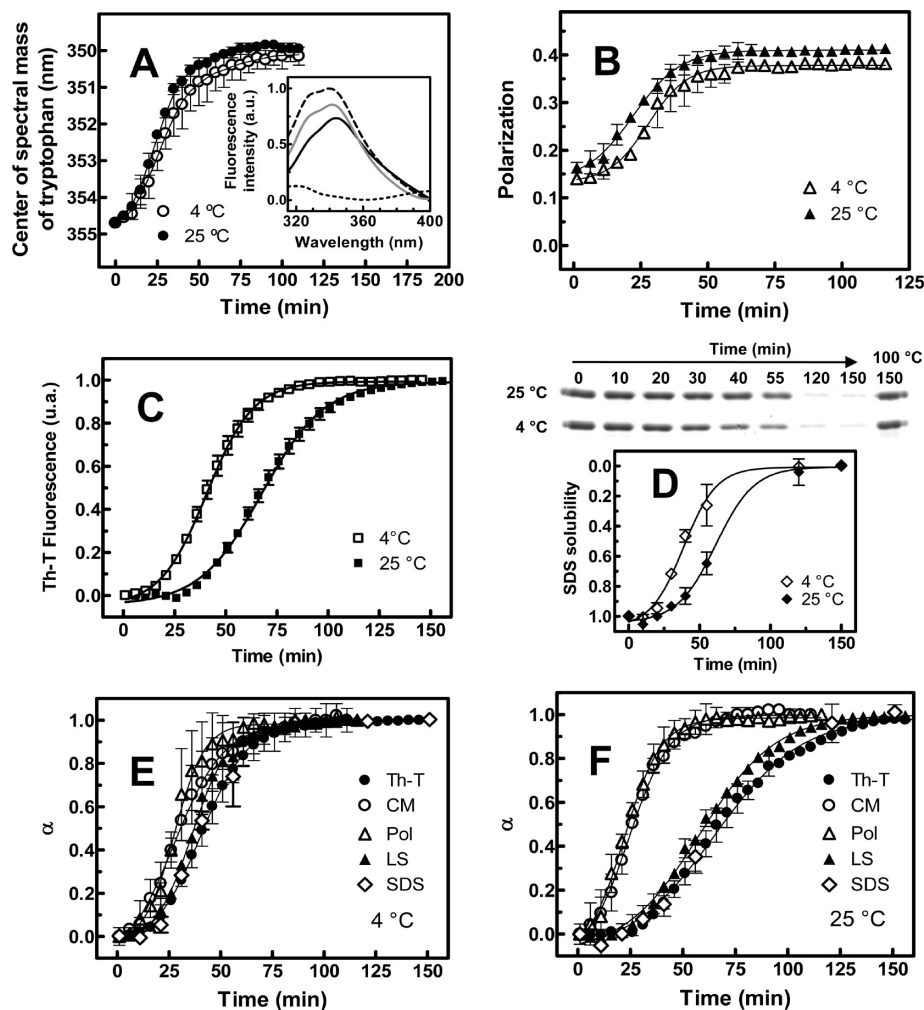 A
Center of spectral mass
of tryptophan (nm)
350
351
352
353
354
355
0 25 50 75 100 125 150 175 200
Time (min)
4 ºC
25 ºC
Fluorescence
intensity (a.u.)
1.0
0.5
0.0
320 360 400
Wavelength (nm)
B
Polarization
0.4
0.3
0.2
0.1
0.0
0 25 50 75 100 125
Time (min)
4 °C
25 °C
C
Th-T Fluorescence (u.a.)
1.0
0.8
0.6
0.4
0.2
0.0
0 25 50 75 100 125 150
Time (min)
4°C
25 °C
Time (min)
100 °C
0 10 20 30 40 55 120 150 150
25 °C
4 °C
D
SDS solubility
0.0
0.2
0.4
0.6
0.8
1.0
0 50 100 150
Time (min)
4 °C
25 °C
E
α
1.0
0.8
0.6
0.4
0.2
0.0
0 25 50 75 100 125 150
Time (min)
Th-T
CM
Pol
LS
SDS
4 °C
F
α
1.0
0.8
0.6
0.4
0.2
0.0
0 25 50 75 100 125 150
Time (min)
Th-T
CM
Pol
LS
SDS
25 °C